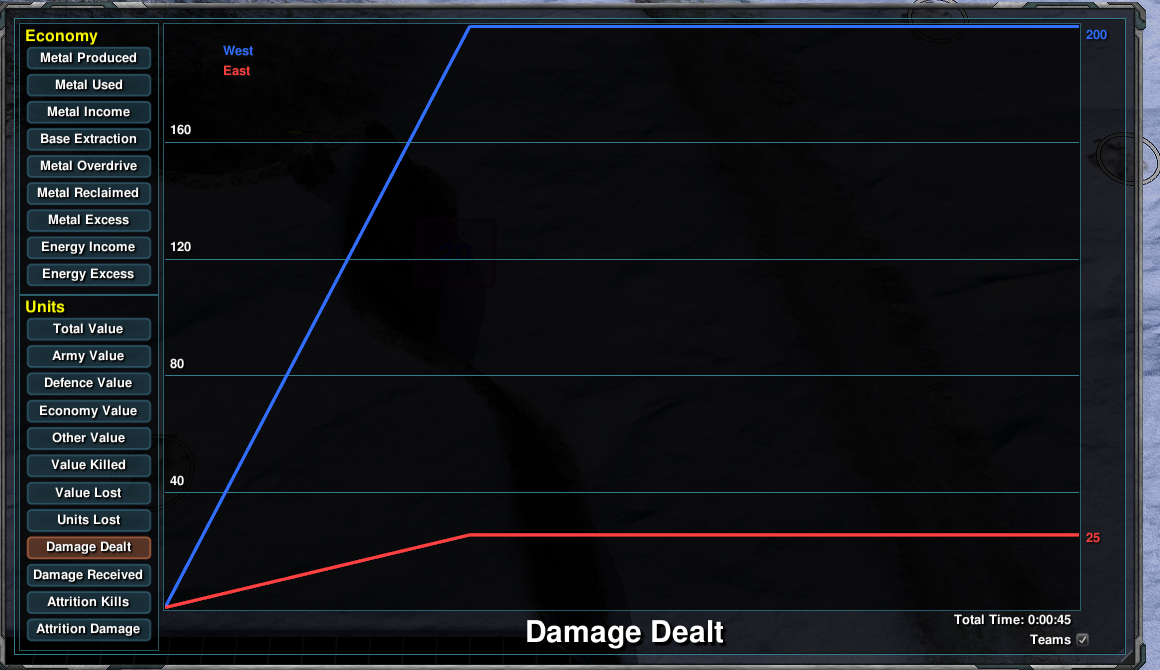 Economy
Metal Produced
Metal Used
Metal Income
Base Extraction
Metal Overdrive
Metal Reclaimed
Metal Excess
Energy Income
Energy Excess
Units
Total Value
Army Value
Defence Value
Economy Value
Other Value
Value Killed
Value Lost
Units Lost
Damage Dealt
Damage Received
Attrition Kills
Attrition Damage
West
East
200
160
120
80
40
25
Damage Dealt
Total Time: 0:00:45
Teams